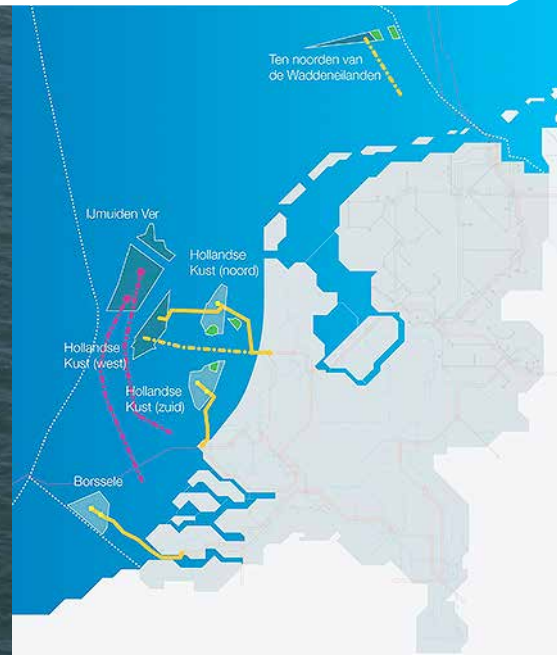 Ten noorden van
de Waddeneilanden
IJmuiden Ver
Hollandse
Kust (noord)
Hollandse
Kust (west)
Hollandse
Kust (zuid)
Borssele